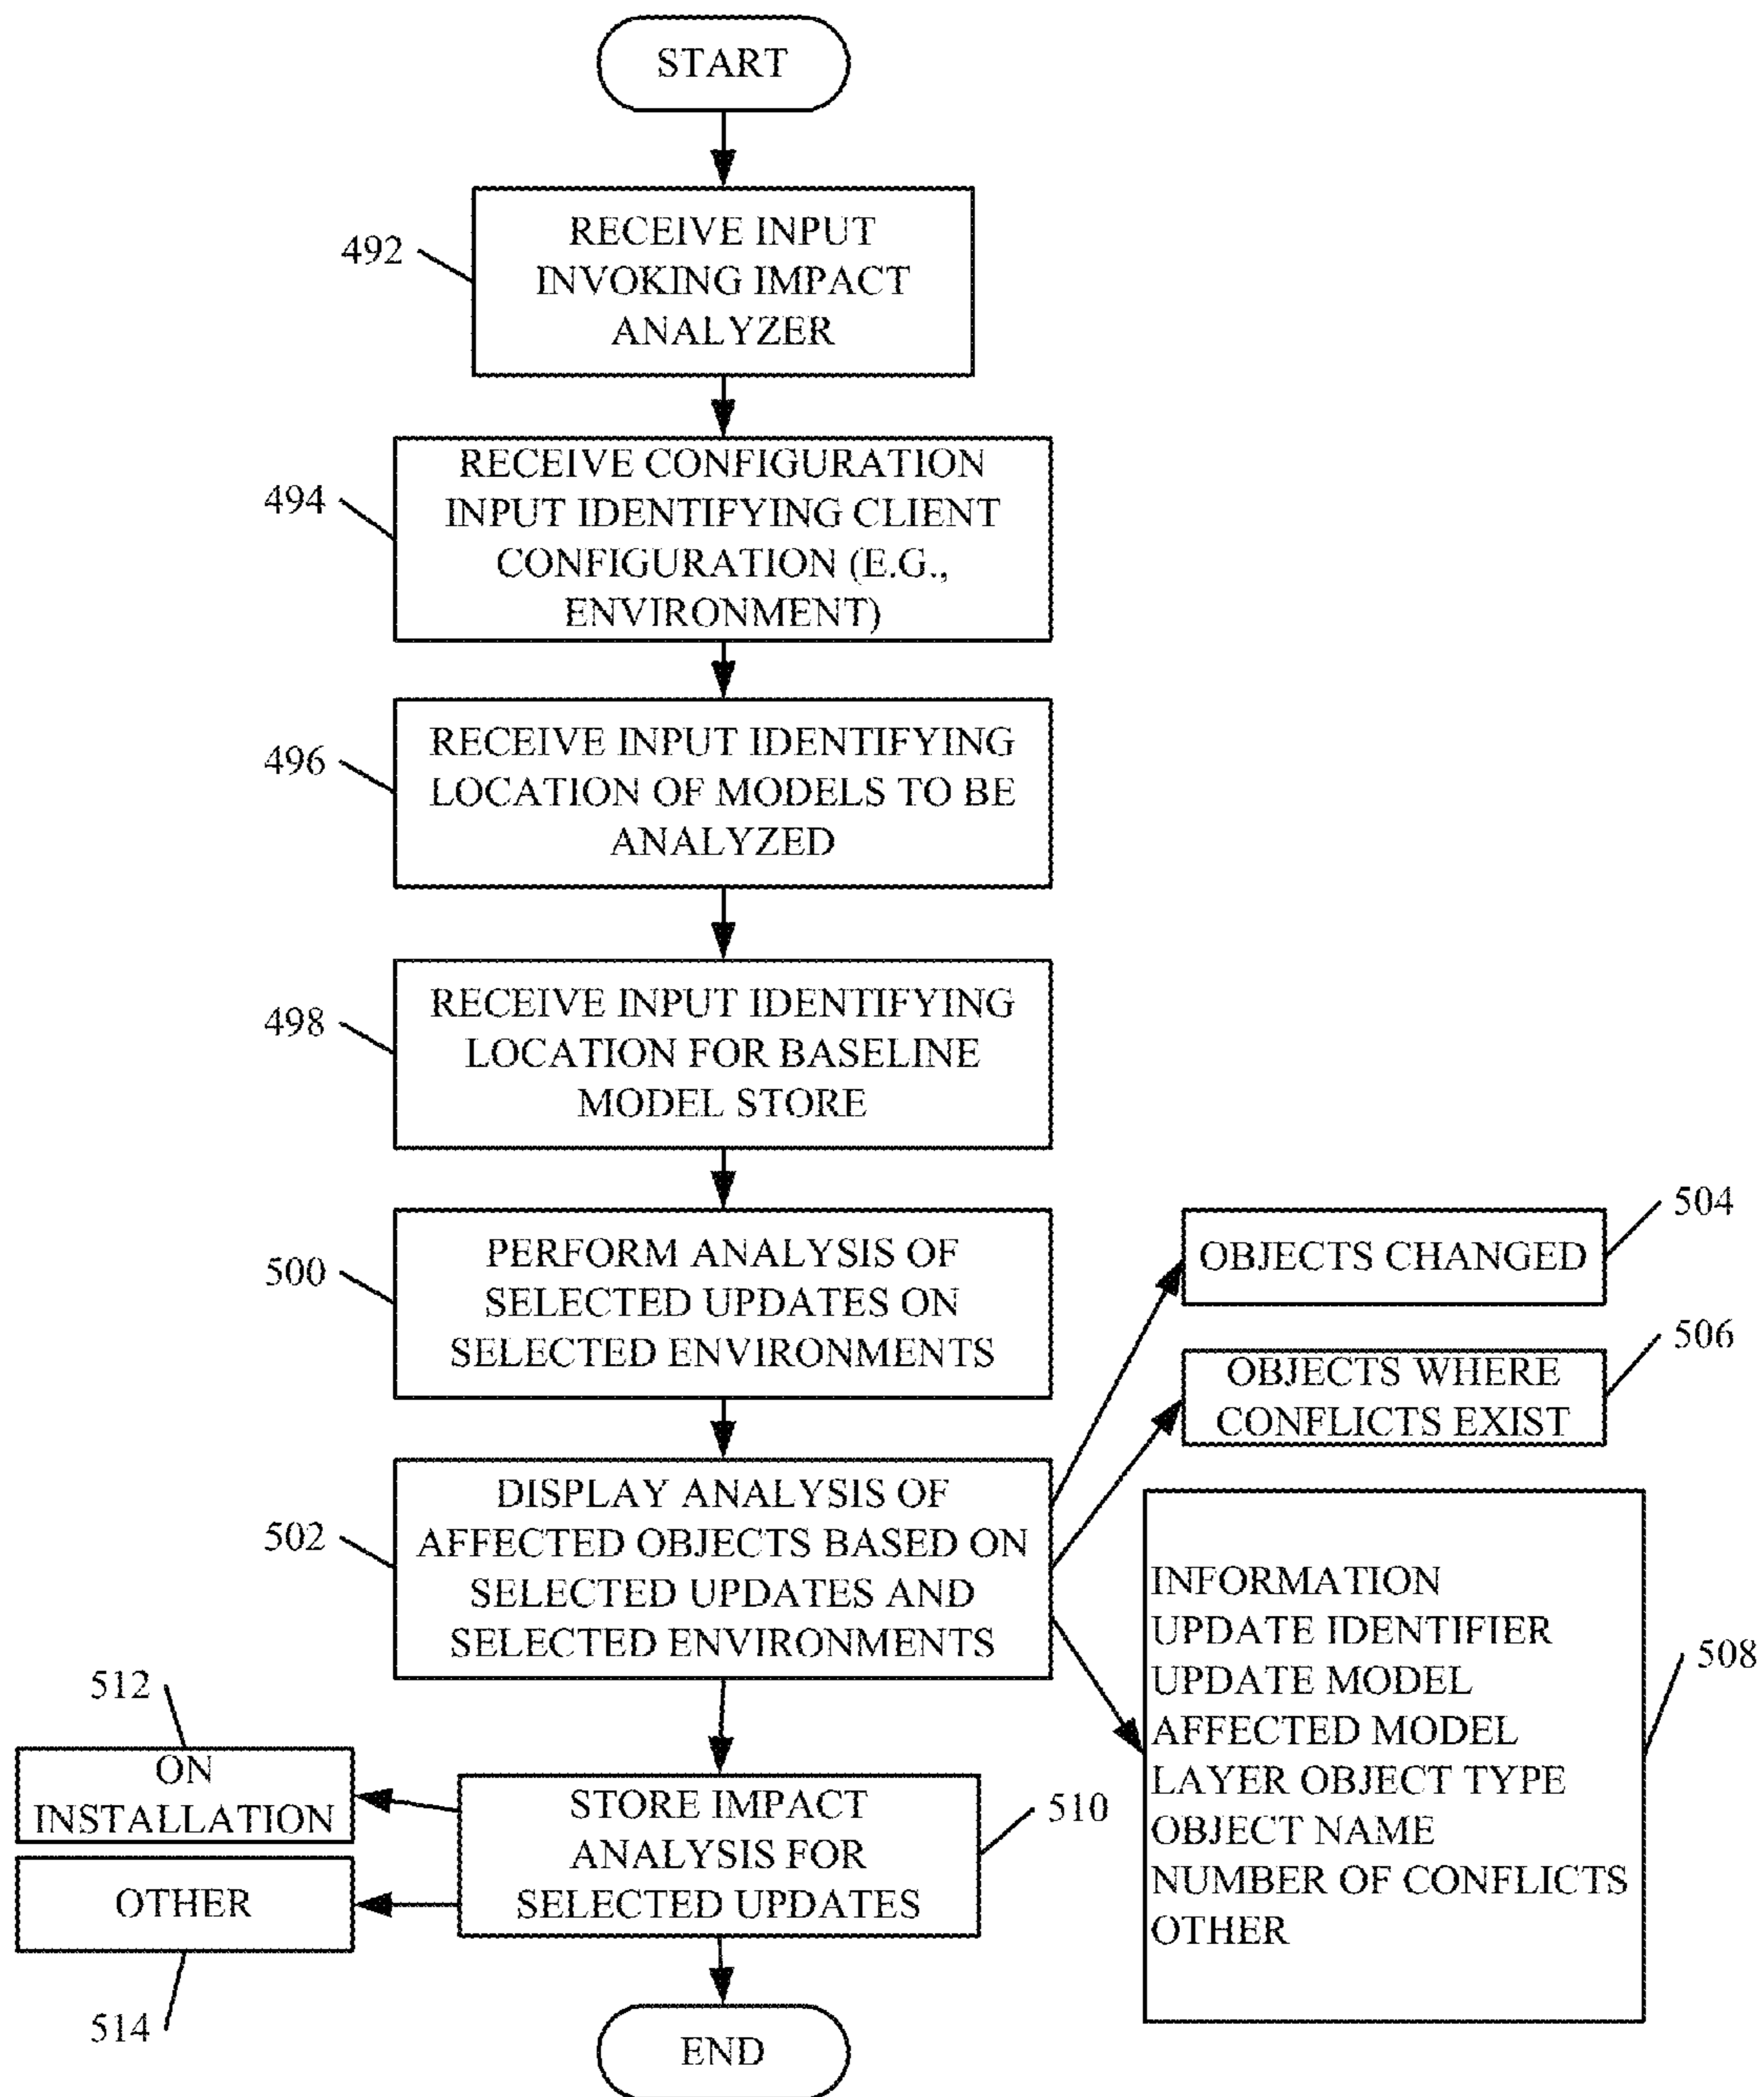 START
492
RECEIVE INPUT
INVOKING IMPACT
ANALYZER
494
RECEIVE CONFIGURATION
INPUT IDENTIFYING CLIENT
CONFIGURATION (E.G.,
ENVIRONMENT)
496
RECEIVE INPUT IDENTIFYING
LOCATION OF MODELS TO BE
ANALYZED
498
RECEIVE INPUT IDENTIFYING
LOCATION FOR BASELINE
MODEL STORE
500
PERFORM ANALYSIS OF
SELECTED UPDATES ON
SELECTED ENVIRONMENTS
504
OBJECTS CHANGED
506
OBJECTS WHERE
CONFLICTS EXIST
502
DISPLAY ANALYSIS OF
AFFECTED OBJECTS BASED ON
SELECTED UPDATES AND
SELECTED ENVIRONMENTS
INFORMATION
UPDATE IDENTIFIER
UPDATE MODEL
AFFECTED MODEL
LAYER OBJECT TYPE
OBJECT NAME
NUMBER OF CONFLICTS
OTHER
508
512
ON
INSTALLATION
STORE IMPACT
ANALYSIS FOR
SELECTED UPDATES
510
OTHER
514
END